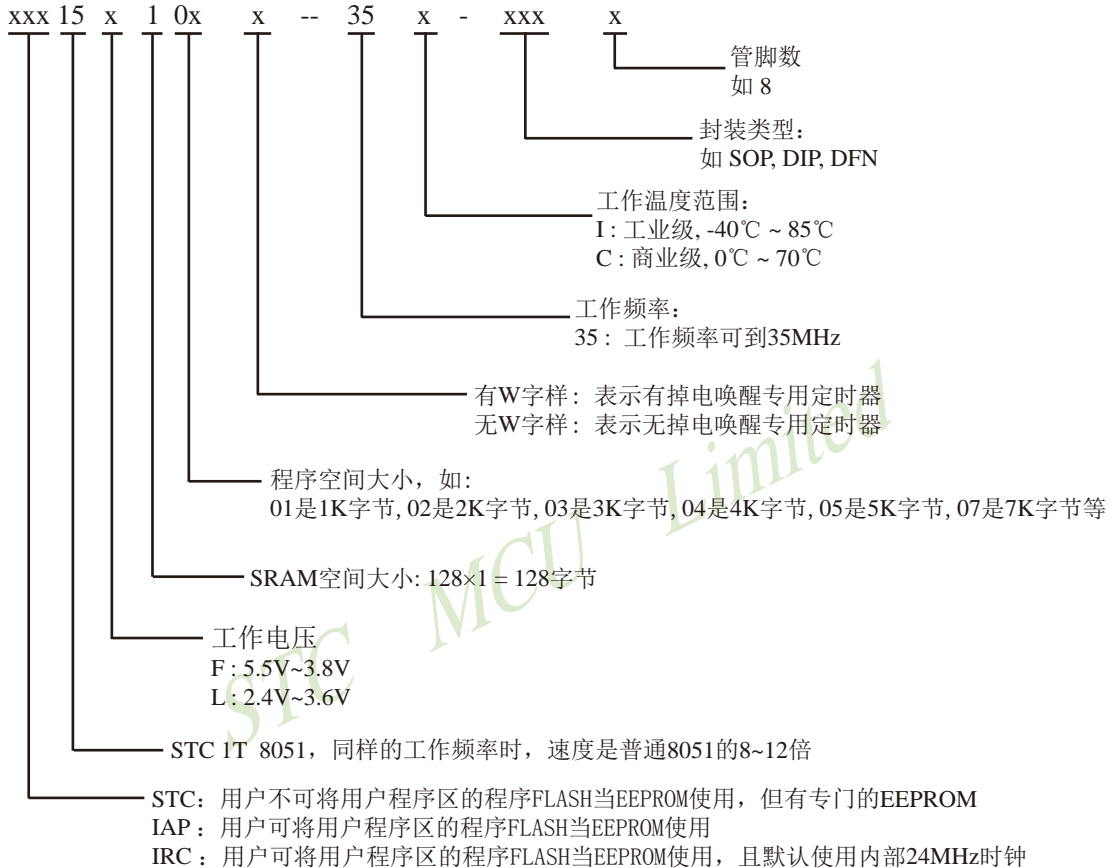 xxx 15 x 1 0x x -- 35 x - xxx x
管脚数
如 8
封装类型：
如 SOP, DIP, DFN
工作温度范围：
I : 工业级, -40℃ ~ 85℃
C : 商业级, 0℃ ~ 70℃
工作频率：
35 : 工作频率可到35MHz
有W字样: 表示有掉电唤醒专用定时器
无W字样: 表示无掉电唤醒专用定时器
程序空间大小，如:
01是1K字节, 02是2K字节, 03是3K字节, 04是4K字节, 05是5K字节, 07是7K字节等
SRAM空间大小: 128×1 = 128字节
工作电压
F : 5.5V~3.8V
L : 2.4V~3.6V
STC 1T 8051，同样的工作频率时，速度是普通8051的8~12倍
STC：用户不可将用户程序区的程序FLASH当EEPROM使用，但有专门的EEPROM
IAP：用户可将用户程序区的程序FLASH当EEPROM使用
IRC：用户可将用户程序区的程序FLASH当EEPROM使用，且默认使用内部24MHz时钟
STC MCU Limited